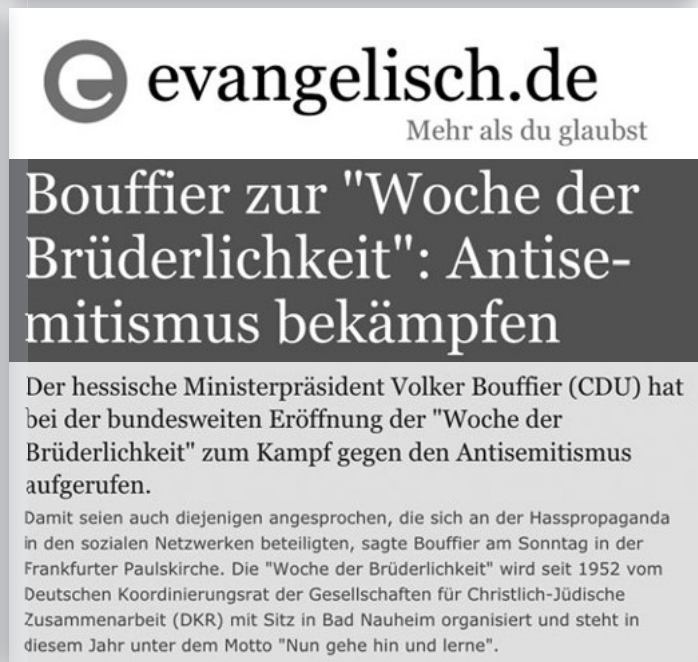 evangelisch.de
Mehr als du glaubst
Bouffier zur "Woche der
Brüderlichkeit": Antise-
mitismus bekämpfen
Der hessische Ministerpräsident Volker Bouffier (CDU) hat
bei der bundesweiten Eröffnung der "Woche der
Brüderlichkeit" zum Kampf gegen den Antisemitismus
aufgerufen.
Damit seien auch diejenigen angesprochen, die sich an der Hasspropaganda
in den sozialen Netzwerken beteiligten, sagte Bouffier am Sonntag in der
Frankfurter Paulskirche. Die "Woche der Brüderlichkeit" wird seit 1952 vom
Deutschen Koordinierungsrat der Gesellschaften für Christlich-Jüdische
Zusammenarbeit (DKR) mit Sitz in Bad Nauheim organisiert und steht in
diesem Jahr unter dem Motto "Nun gehe hin und lerne".